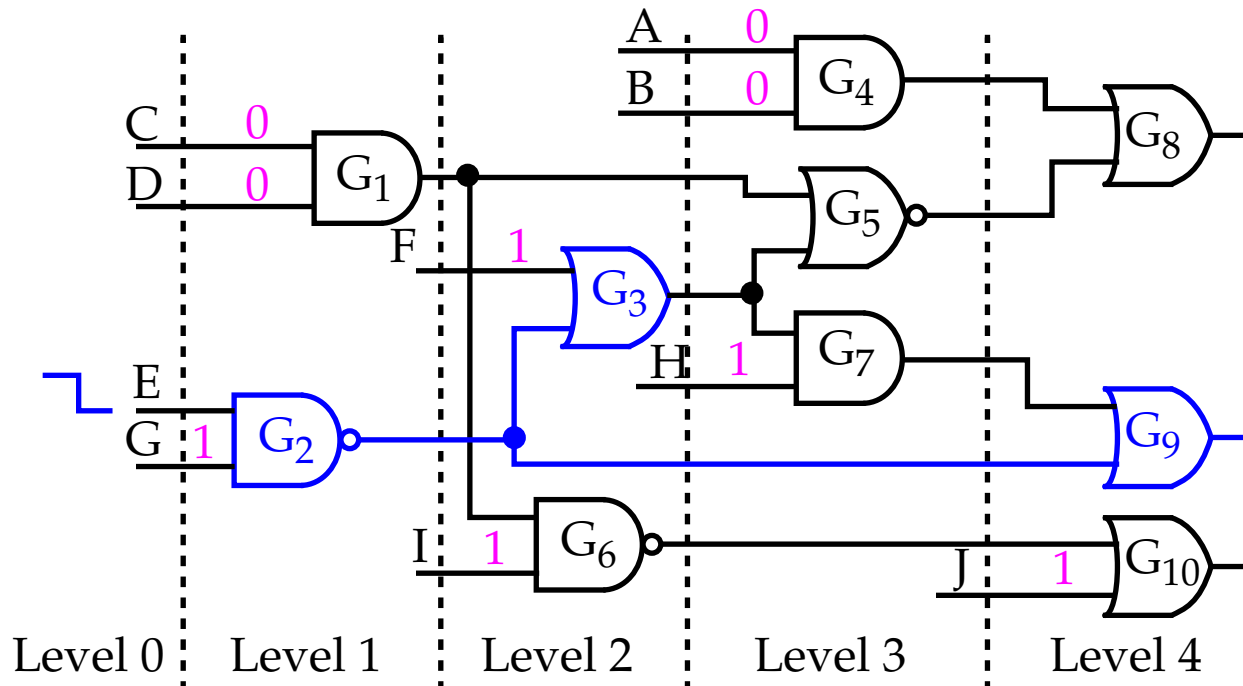 A 0
B 0
G₄
C 0
D 0
G₁
G₈
G₅
F 1
G₃
H 1
G₇
E
G 1
G₂
G₉
I 1
G₆
J 1
G₁₀
Level 0 Level 1 Level 2 Level 3 Level 4